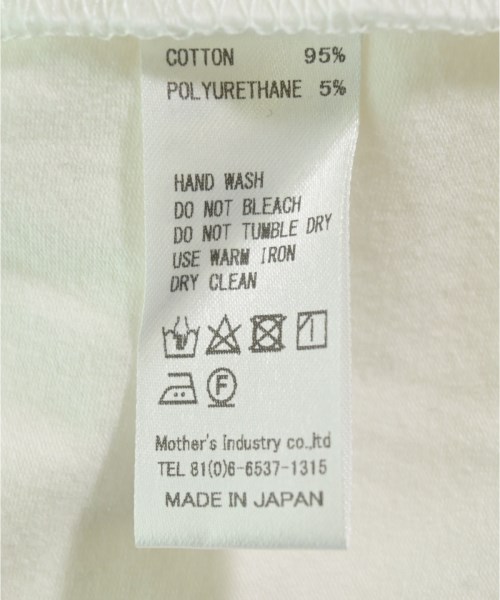 COTTON 95%
POLYURETHANE 5%
HAND WASH
DO NOT BLEACH
DO NOT TUMBLE DRY
USE WARM IRON
DRY CLEAN
F
Mother's Industry co.,ltd
TEL 81(0)6-6537-1315
MADE IN JAPAN